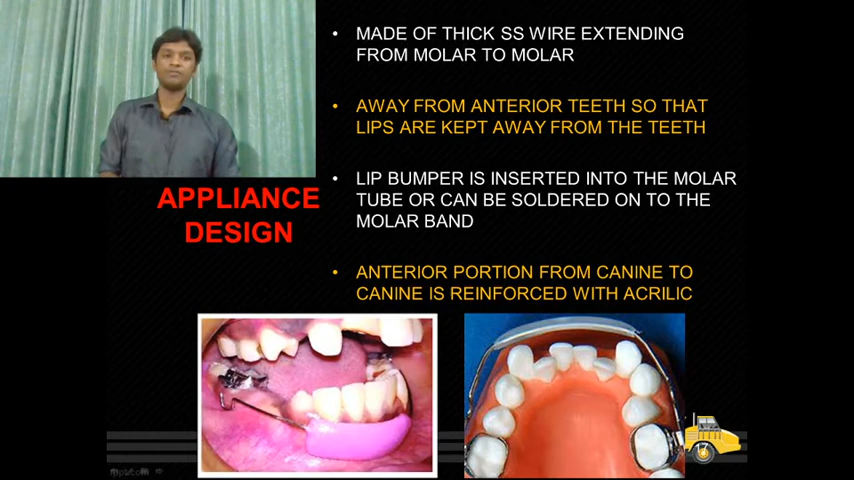 APPLIANCE
DESIGN
• MADE OF THICK SS WIRE EXTENDING
FROM MOLAR TO MOLAR
• AWAY FROM ANTERIOR TEETH SO THAT
LIPS ARE KEPT AWAY FROM THE TEETH
• LIP BUMPER IS INSERTED INTO THE MOLAR
TUBE OR CAN BE SOLDERED ON TO THE
MOLAR BAND
• ANTERIOR PORTION FROM CANINE TO
CANINE IS REINFORCED WITH ACRILIC